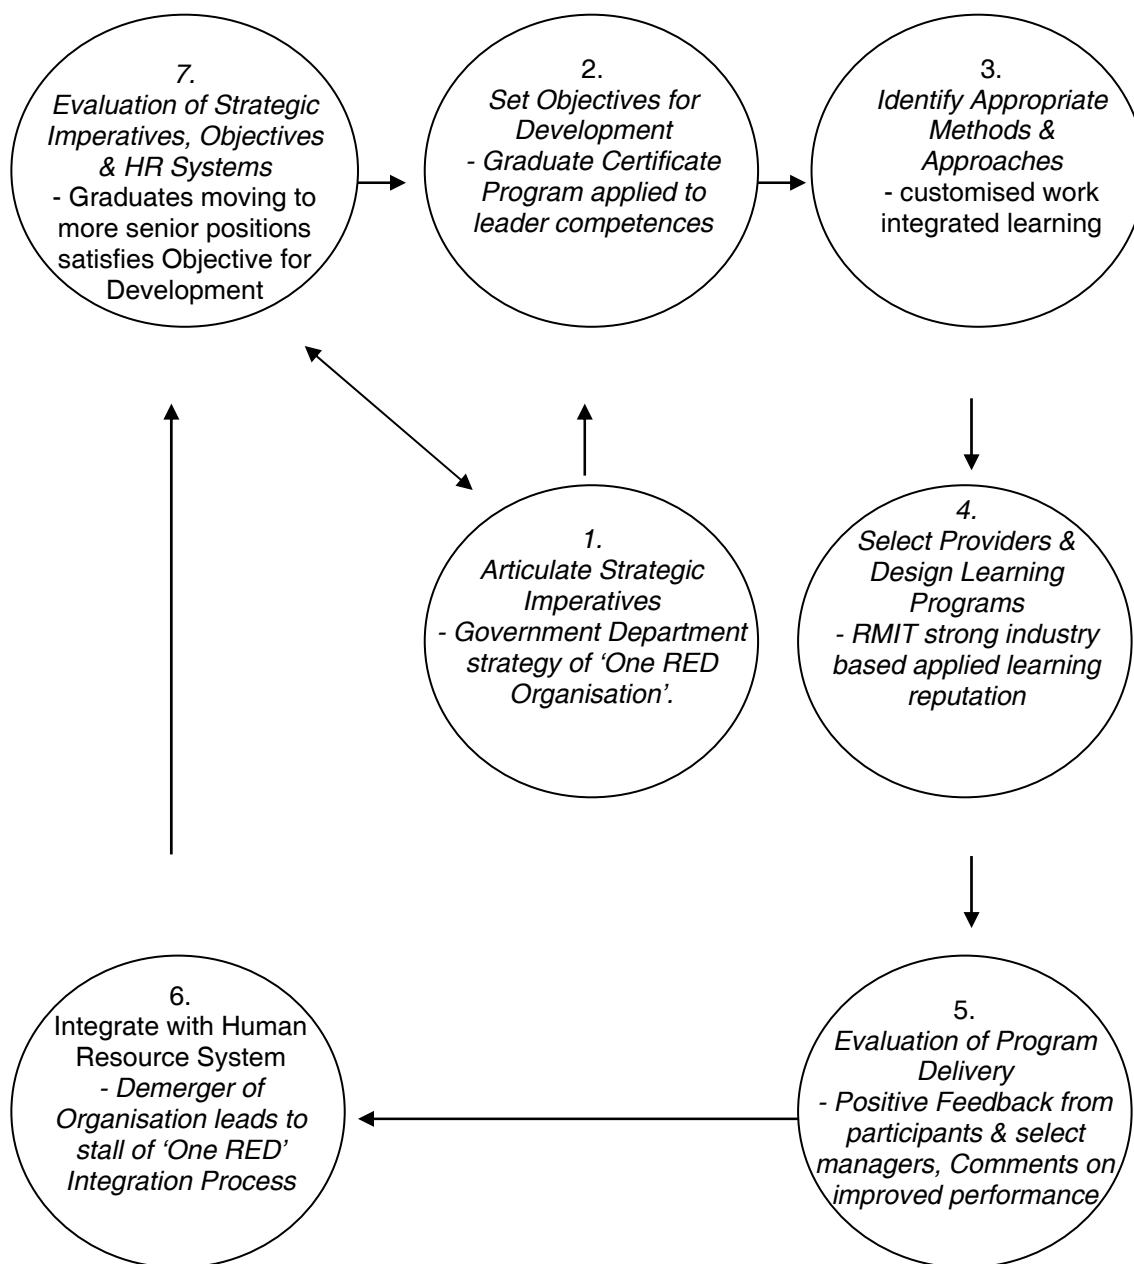 7.
Evaluation of Strategic
Imperatives, Objectives
& HR Systems
- Graduates moving to
more senior positions
satisfies Objective for
Development
2.
Set Objectives for
Development
- Graduate Certificate
Program applied to
leader competences
3.
Identify Appropriate
Methods &
Approaches
- customised work
integrated learning
1.
Articulate Strategic
Imperatives
- Government Department
strategy of ‘One RED
Organisation’.
4.
Select Providers &
Design Learning
Programs
- RMIT strong industry
based applied learning
reputation
6.
Integrate with Human
Resource System
- Demerger of
Organisation leads to
stall of ‘One RED’
Integration Process
5.
Evaluation of Program
Delivery
- Positive Feedback from
participants & select
managers, Comments on
improved performance